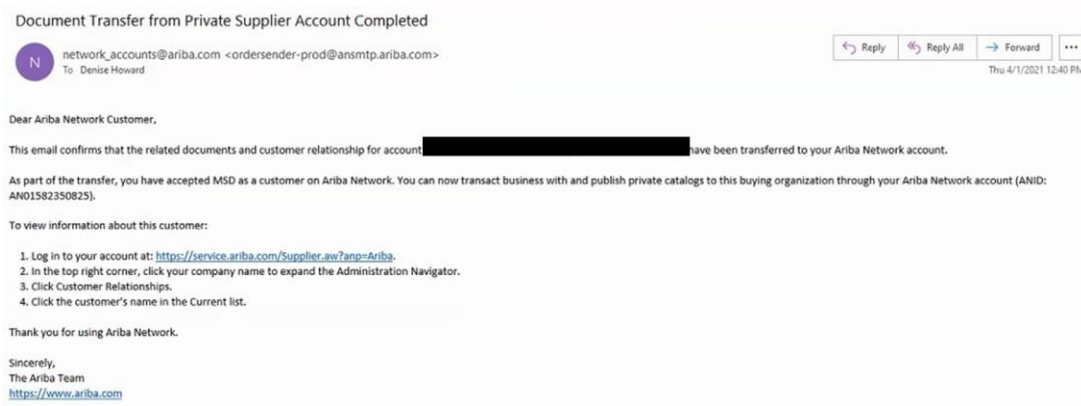 Document Transfer from Private Supplier Account Completed
N
network_accounts@ariba.com <ordersender-prod@ansmtp.ariba.com>
To Denise Howard
Reply
Reply All
Forward
...
Thu 4/1/2021 12:40 PM
Dear Ariba Network Customer,
This email confirms that the related documents and customer relationship for account have been transferred to your Ariba Network account.
As part of the transfer, you have accepted MSD as a customer on Ariba Network. You can now transact business with and publish private catalogs to this buying organization through your Ariba Network account (ANID:
AN01582350825).
To view information about this customer:
1. Log in to your account at: https://service.ariba.com/Supplier.aw?anp=Ariba.
2. In the top right corner, click your company name to expand the Administration Navigator.
3. Click Customer Relationships.
4. Click the customer's name in the Current list.
Thank you for using Ariba Network.
Sincerely,
The Ariba Team
https://www.ariba.com